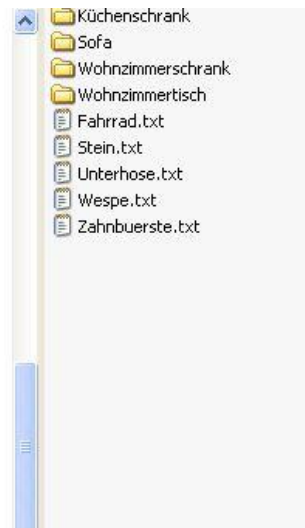 Küchenschrank
Sofa
Wohnzimmerschrank
Wohnzimmertisch
Fahrrad.txt
Stein.txt
Unterhose.txt
Wespe.txt
Zahnbuerste.txt